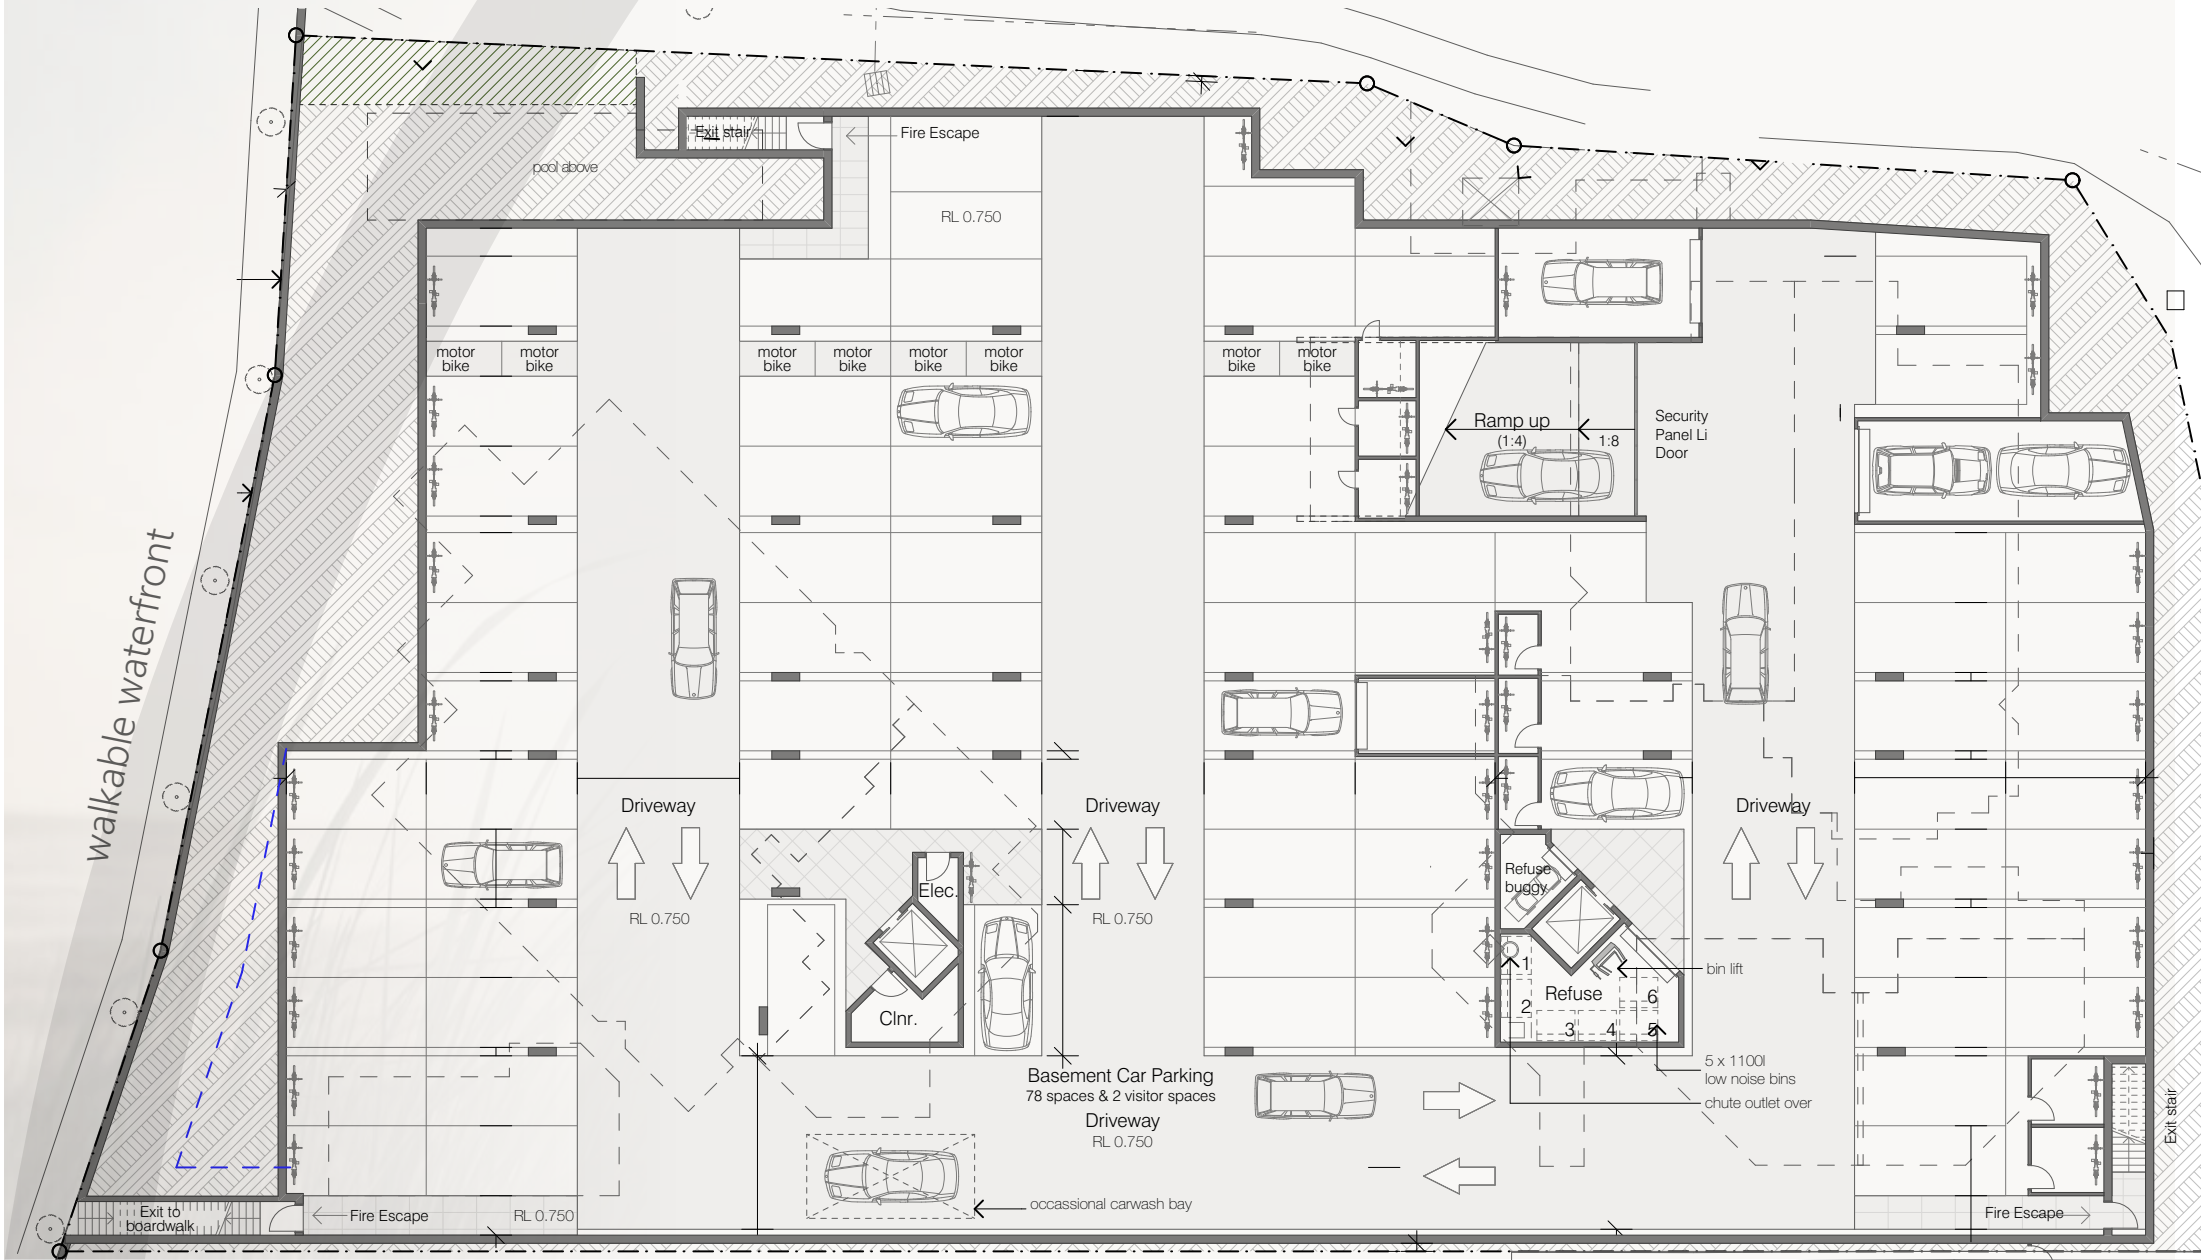 Exit stair
Fire Escape
pool above
RL 0.750
motor
bike
motor
bike
motor
bike
motor
bike
motor
bike
motor
bike
motor
bike
motor
bike
Ramp up
(1:4)
1:8
Security
Panel Li
Door
walkable waterfront
Driveway
Driveway
Driveway
Refuse
buggy
Elec.
RL 0.750
RL 0.750
1
bin lift
Refuse
6
2
Clnr.
3
4
5
5 x 1100l
low noise bins
chute outlet over
Basement Car Parking
78 spaces & 2 visitor spaces
Driveway
RL 0.750
Exit stair
occassional carwash bay
Exit to
boardwalk
Fire Escape
RL 0.750
Fire Escape